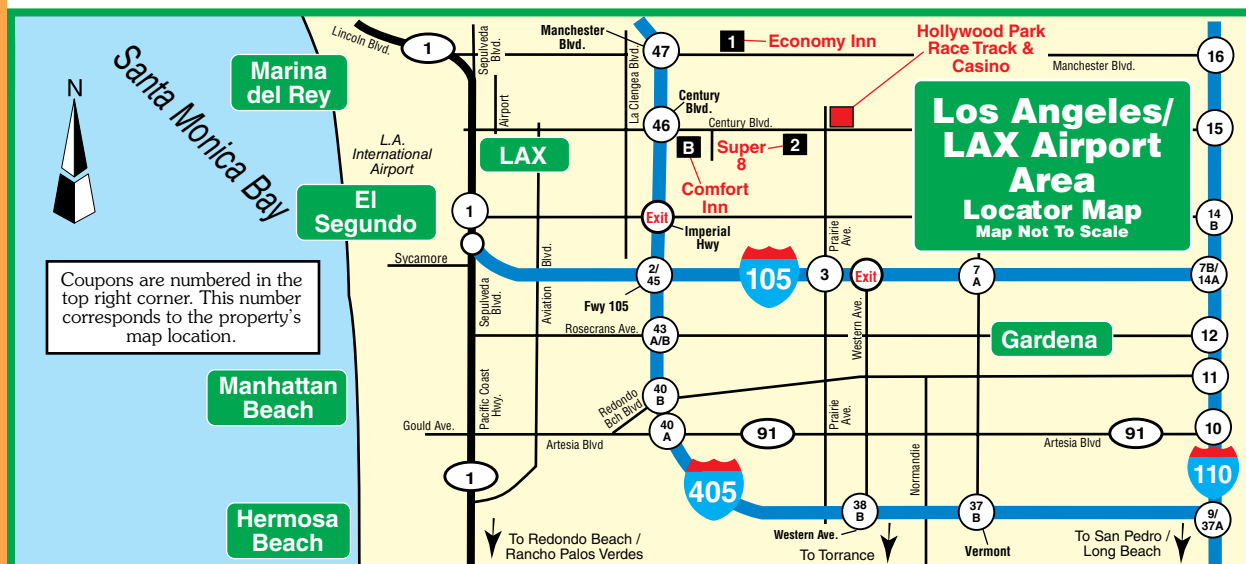 Lincoln Blvd.
1
Sepulveda
Blvd.
Manchester
Blvd.
47
1
Economy Inn
Hollywood Park
Race Track &
Casino
Manchester Blvd.
16
Santa Monica Bay
Marina
del Rey
N
L.A.
International
Airport
Airport
LAX
La Clengea Blvd.
Century
Blvd.
46
Century Blvd.
B
Super
8
2
Comfort
Inn
15
Los Angeles/
LAX Airport
Area
Locator Map
Map Not To Scale
El
Segundo
1
Exit
Imperial
Hwy
Prairie
Ave.
14
B
Sycamore
Coupons are numbered in the
top right corner. This number
corresponds to the property's
map location.
Sepulveda
Blvd.
Aviation Blvd.
2/
45
Fwy 105
105
3
Exit
7
A
7B/
14A
Rosecrans Ave.
43
A/B
Western Ave.
Gardena
12
Manhattan
Beach
Pacific Coast
Hwy.
Redondo
Bch Blvd
40
B
11
Gould Ave.
Artesia Blvd
40
A
91
Prairie
Ave.
Artesia Blvd
91
10
1
405
Normandie
110
Hermosa
Beach
To Redondo Beach /
Rancho Palos Verdes
38
B
Western Ave.
To Torrance
37
B
Vermont
To San Pedro /
Long Beach
9/
37A